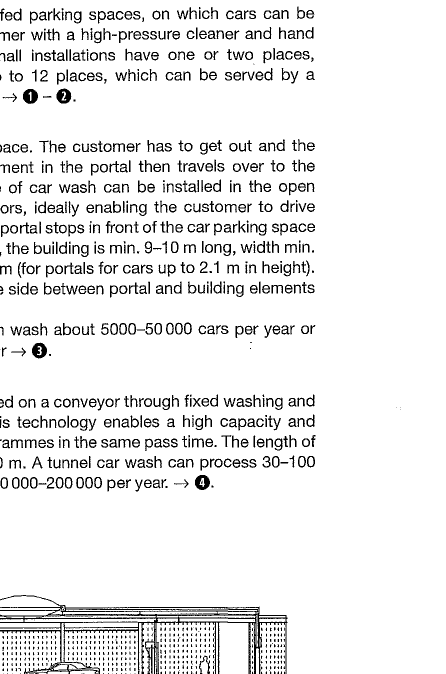 fed parking spaces, on which cars can be
mer with a high-pressure cleaner and hand
nall installations have one or two places,
to 12 places, which can be served by a
→ ❶ – ❷.
ace. The customer has to get out and the
ment in the portal then travels over to the
of car wash can be installed in the open
ors, ideally enabling the customer to drive
portal stops in front of the car parking space
, the building is min. 9–10 m long, width min.
m (for portals for cars up to 2.1 m in height).
e side between portal and building elements
n wash about 5000–50 000 cars per year or
r → ❸.
ed on a conveyor through fixed washing and
is technology enables a high capacity and
rammes in the same pass time. The length of
0 m. A tunnel car wash can process 30–100
0 000–200 000 per year. → ❹.